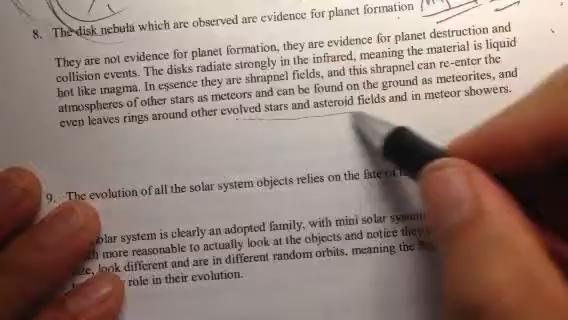 8. The disk nebula which are observed are evidence for planet formation
They are not evidence for planet formation, they are evidence for planet destruction and
collision events. The disks radiate strongly in the infrared, meaning the material is liquid
hot like magma. In essence they are shrapnel fields, and this shrapnel can re-enter the
atmospheres of other stars as meteors and can be found on the ground as meteorites, and
even leaves rings around other evolved stars and asteroid fields and in meteor showers.
9. The evolution of all the solar system objects relies on the fate of
olar system is clearly an adopted family, with mini solar system
more reasonable to actually look at the objects and notice they
look different and are in different random orbits, meaning the
role in their evolution.